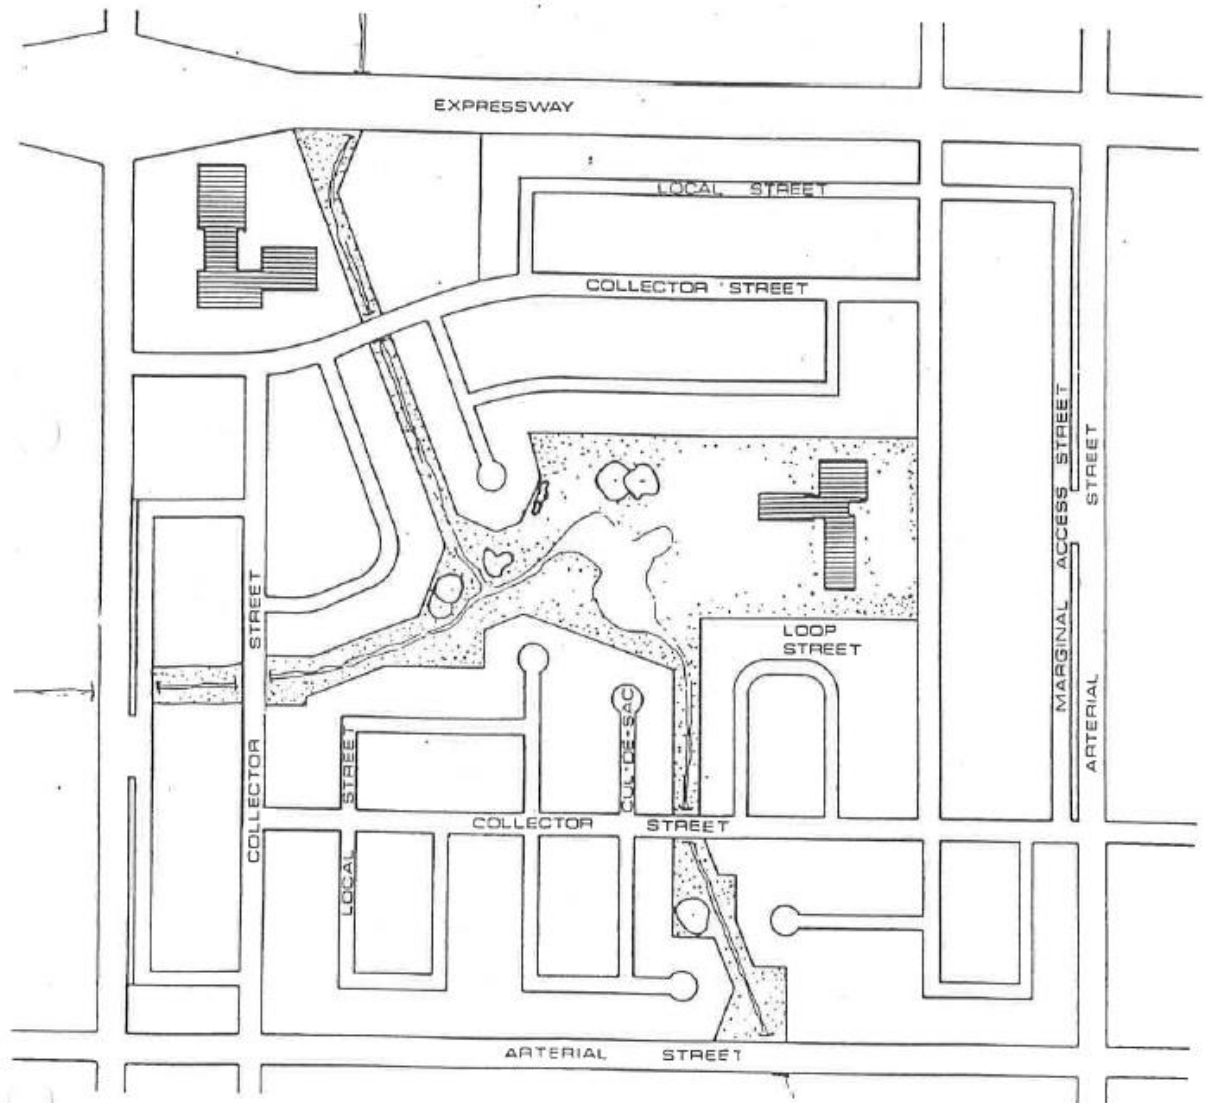 EXPRESSWAY
LOCAL STREET
COLLECTOR STREET
MARGINAL ACCESS STREET
ARTERIAL STREET
COLLECTOR STREET
LOOP
STREET
CUL-DE-SAC
LOCAL STREET
COLLECTOR STREET
ARTERIAL STREET